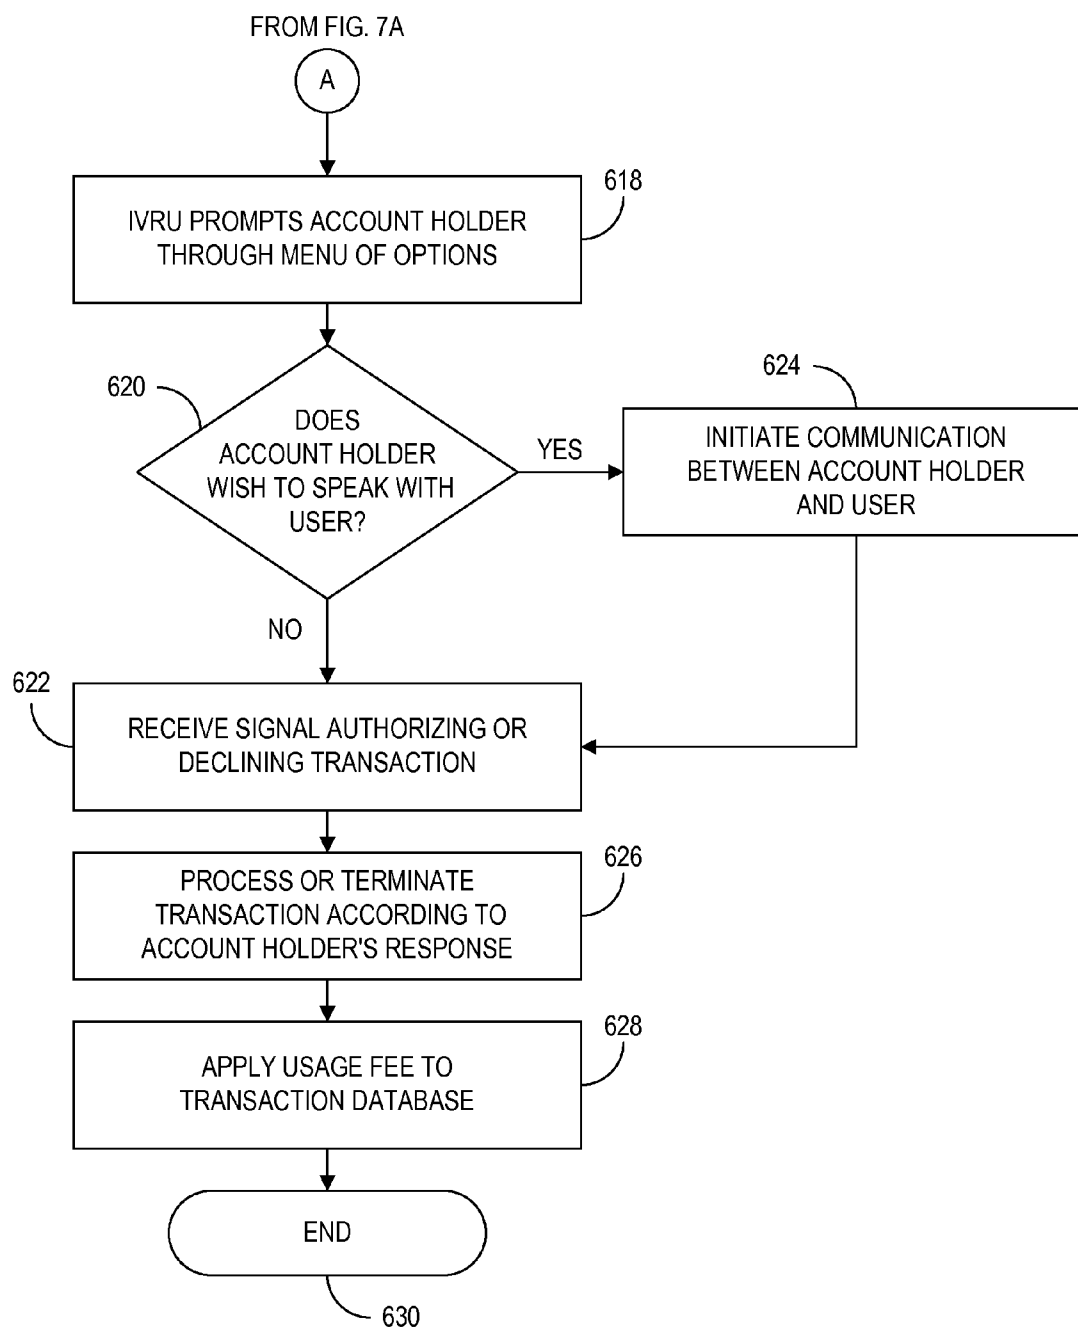 FROM FIG. 7A
A
618
IVRU PROMPTS ACCOUNT HOLDER
THROUGH MENU OF OPTIONS
620
DOES
ACCOUNT HOLDER
WISH TO SPEAK WITH
USER?
YES
624
INITIATE COMMUNICATION
BETWEEN ACCOUNT HOLDER
AND USER
NO
622
RECEIVE SIGNAL AUTHORIZING OR
DECLINING TRANSACTION
626
PROCESS OR TERMINATE
TRANSACTION ACCORDING TO
ACCOUNT HOLDER'S RESPONSE
628
APPLY USAGE FEE TO
TRANSACTION DATABASE
END
630